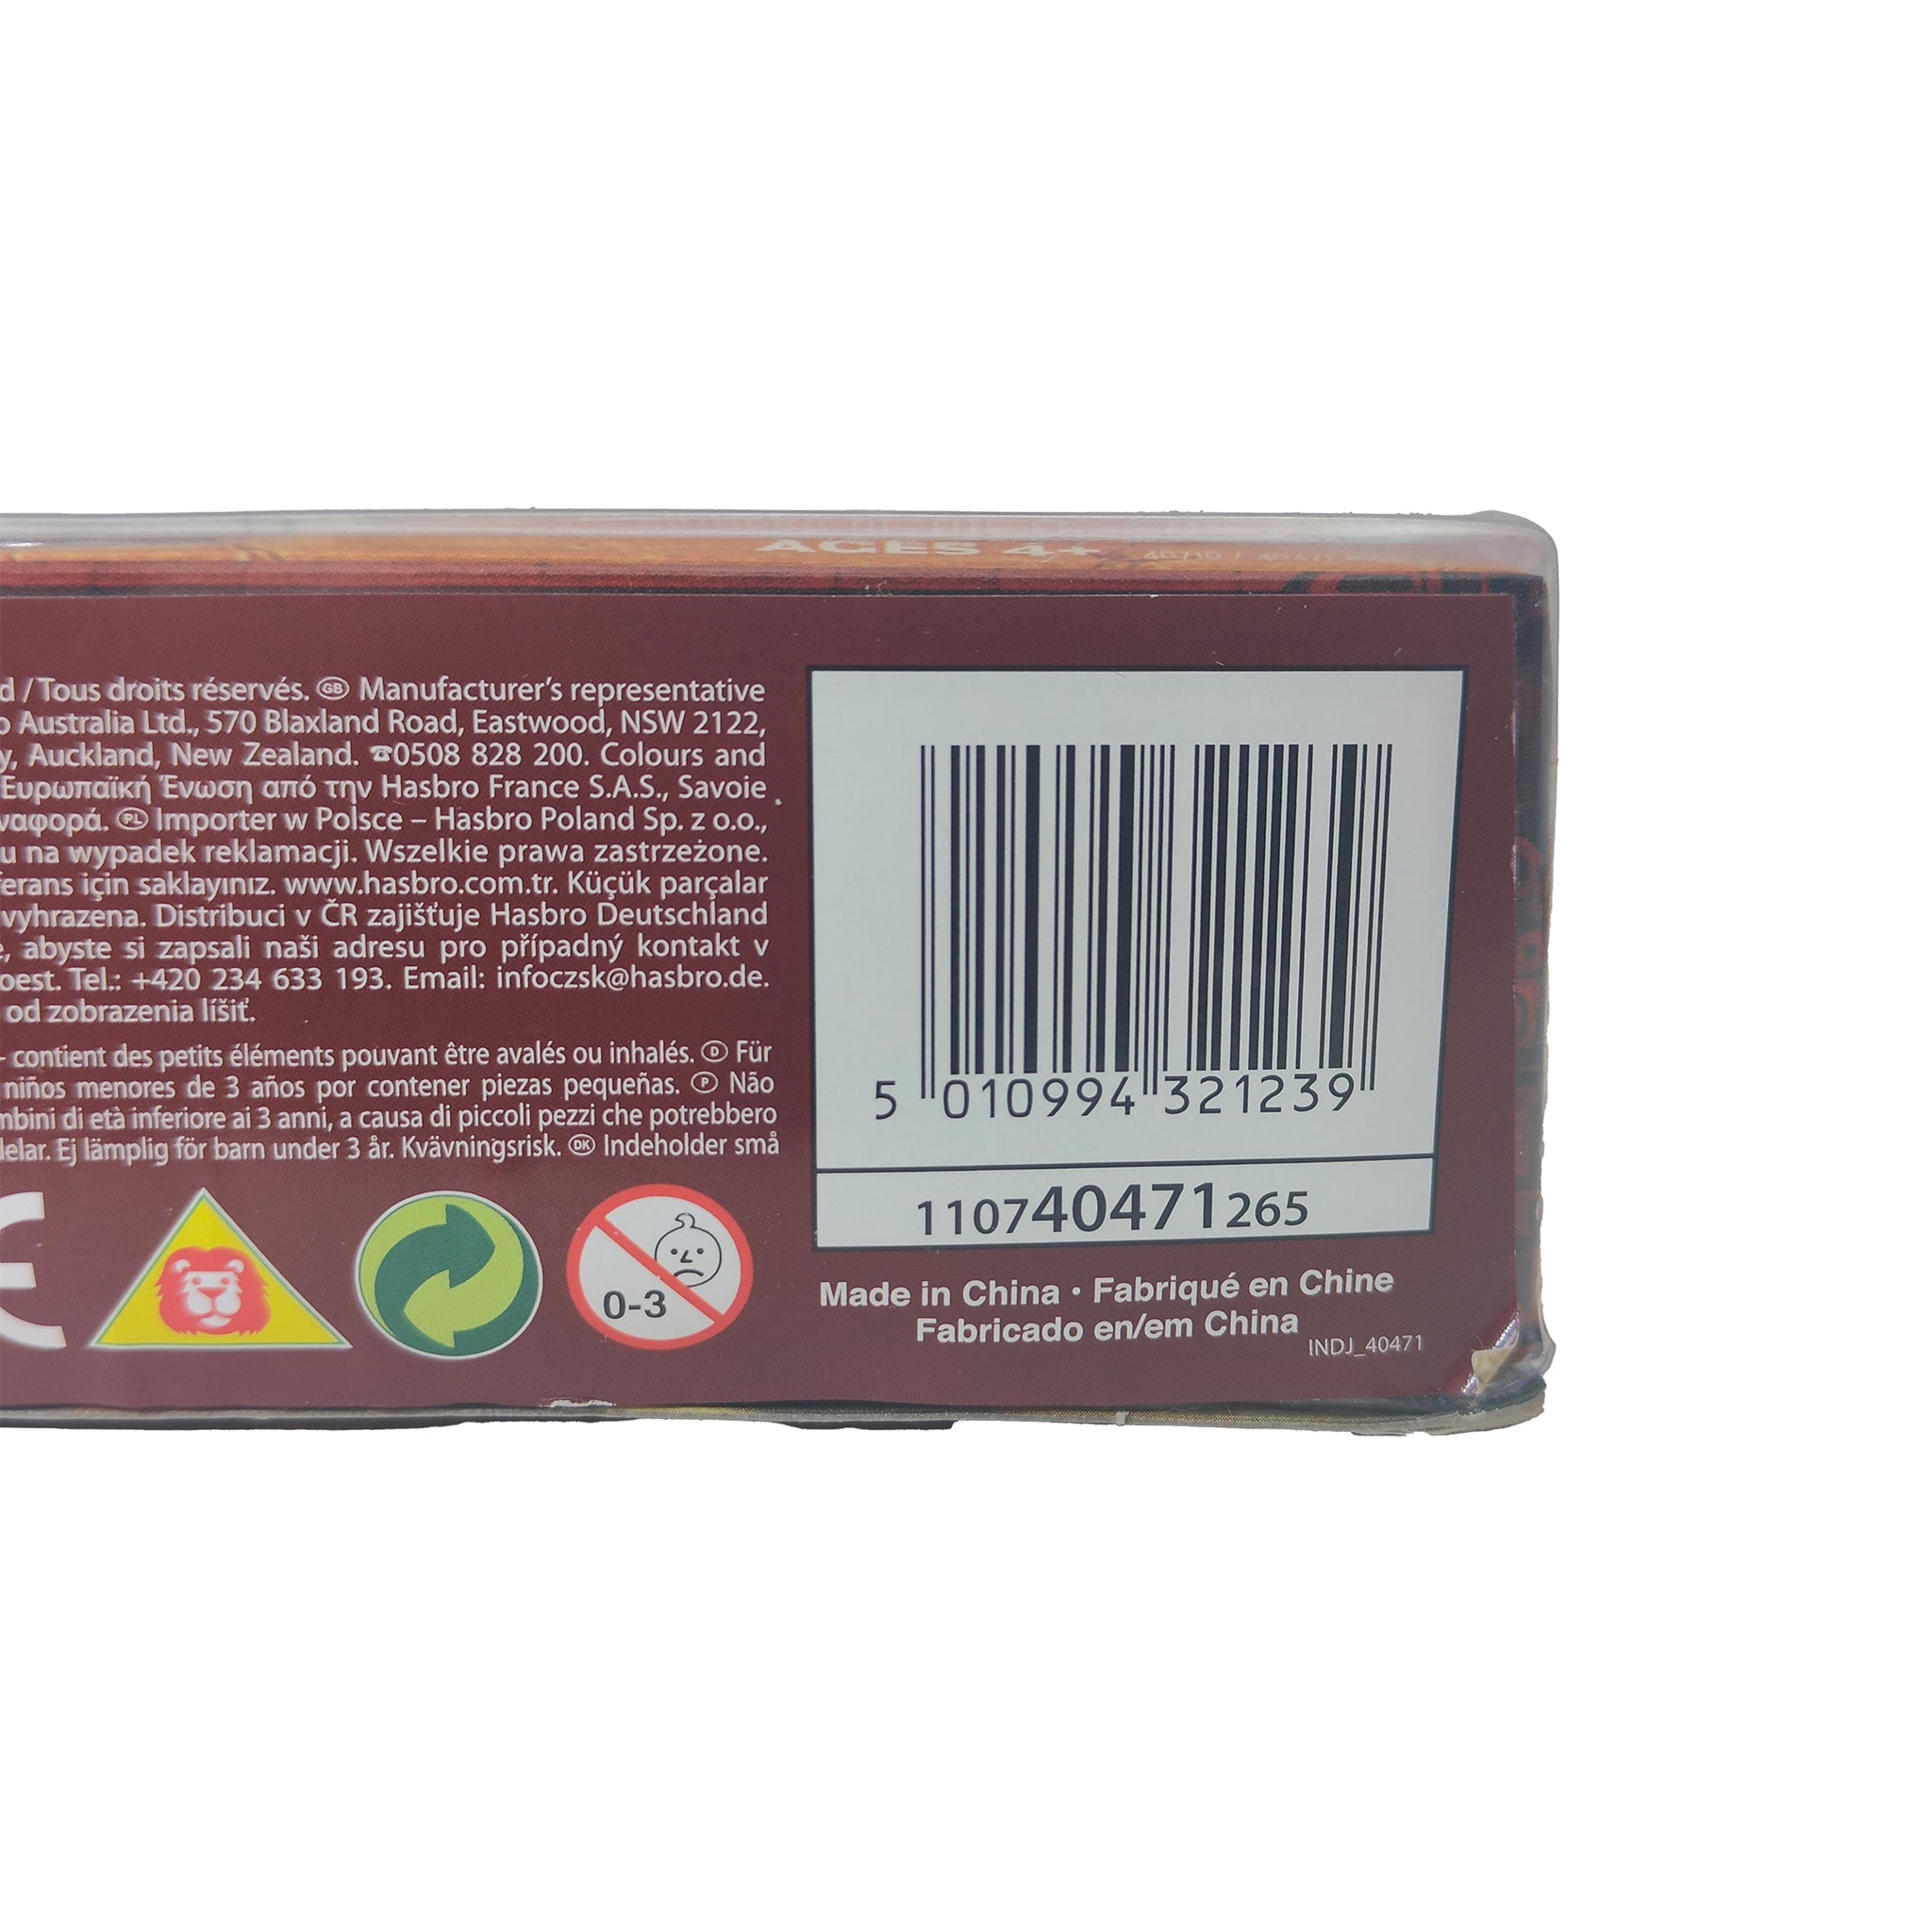 AGES 4+
d / Tous droits réservés. GB Manufacturer's representative
o Australia Ltd., 570 Blaxland Road, Eastwood, NSW 2122,
y, Auckland, New Zealand. ☎0508 828 200. Colours and
Ευρωπαϊκή Ένωση από την Hasbro France S.A.S., Savoie
ναφορά. PL Importer w Polsce – Hasbro Poland Sp. z o.o.,
u na wypadek reklamacji. Wszelkie prawa zastrzeżone.
ferans için saklayınız. www.hasbro.com.tr. Küçük parçalar
vyhrazena. Distribuci v ČR zajišťuje Hasbro Deutschland
e, abyste si zapsali naši adresu pro případný kontakt v
pest. Tel.: +420 234 633 193. Email: infoczsk@hasbro.de.
od zobrazenia líšiť.
- contient des petits éléments pouvant être avalés ou inhalés. D Für
niños menores de 3 años por contener piezas pequeñas. P Não
mbini di età inferiore ai 3 anni, a causa di piccoli pezzi che potrebbero
delar. Ej lämplig för barn under 3 år. Kvävningsrisk. DK Indeholder små
CE
0-3
5 010994 321239
11074047​1265
Made in China • Fabriqué en Chine
Fabricado en/em China
INDJ_40471